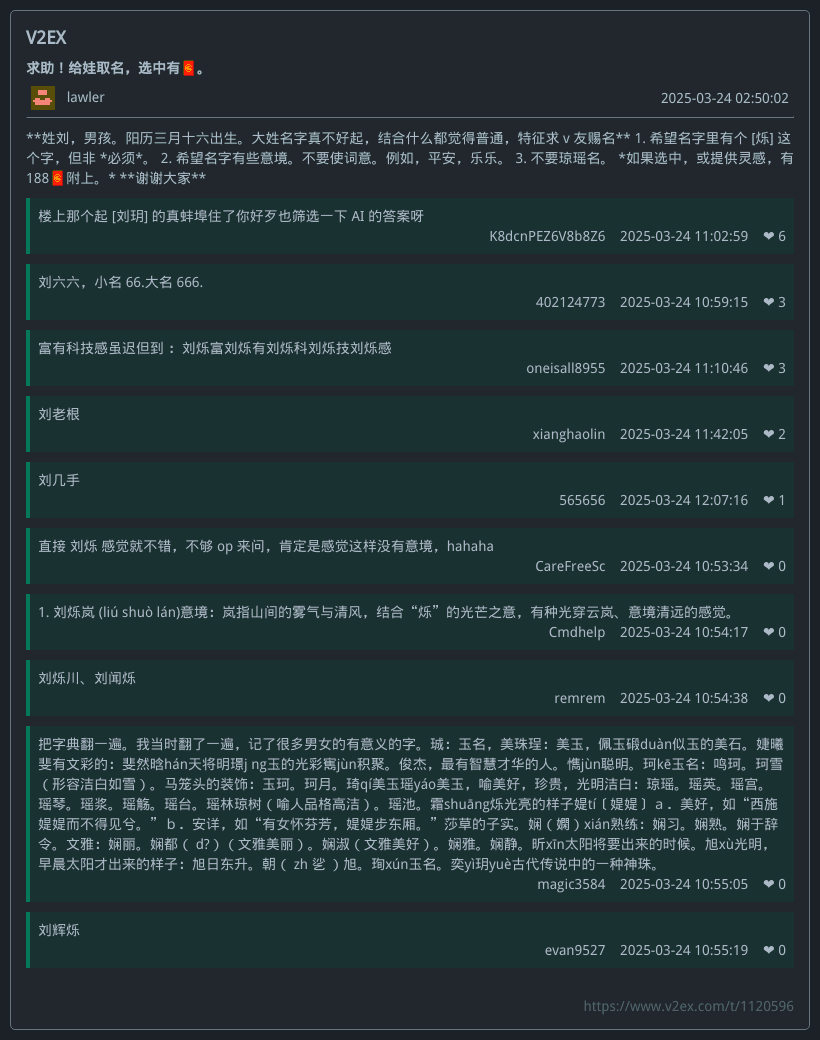 V2EX
求助！给娃取名，选中有🧧。
lawler
2025-03-24 02:50:02
**姓刘，男孩。阳历三月十六出生。大姓名字真不好起，结合什么都觉得普通，特征求 v 友赐名** 1. 希望名字里有个 [烁] 这
个字，但非 *必须*。 2. 希望名字有些意境。不要使词意。例如，平安，乐乐。 3. 不要琼瑶名。 *如果选中，或提供灵感，有
188🧧附上。* **谢谢大家**
楼上那个起 [刘玥] 的真蚌埠住了你好歹也筛选一下 AI 的答案呀
K8dcnPEZ6V8b8Z6 2025-03-24 11:02:59 ❤ 6
刘六六，小名 66.大名 666.
402124773 2025-03-24 10:59:15 ❤ 3
富有科技感虽迟但到 ： 刘烁富刘烁有刘烁科刘烁技刘烁感
oneisall8955 2025-03-24 11:10:46 ❤ 3
刘老根
xianghaolin 2025-03-24 11:42:05 ❤ 2
刘几手
565656 2025-03-24 12:07:16 ❤ 1
直接 刘烁 感觉就不错，不够 op 来问，肯定是感觉这样没有意境，hahaha
CareFreeSc 2025-03-24 10:53:34 ❤ 0
1. 刘烁岚 (liú shuò lán)意境：岚指山间的雾气与清风，结合“烁”的光芒之意，有种光穿云岚、意境清远的感觉。
Cmdhelp 2025-03-24 10:54:17 ❤ 0
刘烁川、刘闻烁
remrem 2025-03-24 10:54:38 ❤ 0
把字典翻一遍。我当时翻了一遍，记了很多男女的有意义的字。珹：玉名，美珠珵：美玉，佩玉碫duàn似玉的美石。婕曦
斐有文彩的：斐然晗hán天将明璟j ng玉的光彩寯jùn积聚。俊杰，最有智慧才华的人。懏jùn聪明。珂kē玉名：鸣珂。珂雪
（形容洁白如雪）。马笼头的装饰：玉珂。珂月。琦qí美玉瑶yáo美玉，喻美好，珍贵，光明洁白：琼瑶。瑶英。瑶宫。
瑶琴。瑶浆。瑶觞。瑶台。瑶林琼树（喻人品格高洁）。瑶池。霜shuāng烁光亮的样子媞tí〔媞媞〕ａ．美好，如“西施
媞媞而不得见兮。” ｂ．安详，如“有女怀芬芳，媞媞步东厢。”莎草的子实。娴（嫻）xián熟练：娴习。娴熟。娴于辞
令。文雅：娴丽。娴都（ d?）（文雅美丽）。娴淑（文雅美好）。娴雅。娴静。昕xīn太阳将要出来的时候。旭xù光明，
早晨太阳才出来的样子：旭日东升。朝（ zh 乷 ）旭。珣xún玉名。奕yì玥yuè古代传说中的一种神珠。
magic3584 2025-03-24 10:55:05 ❤ 0
刘辉烁
evan9527 2025-03-24 10:55:19 ❤ 0
https://www.v2ex.com/t/1120596